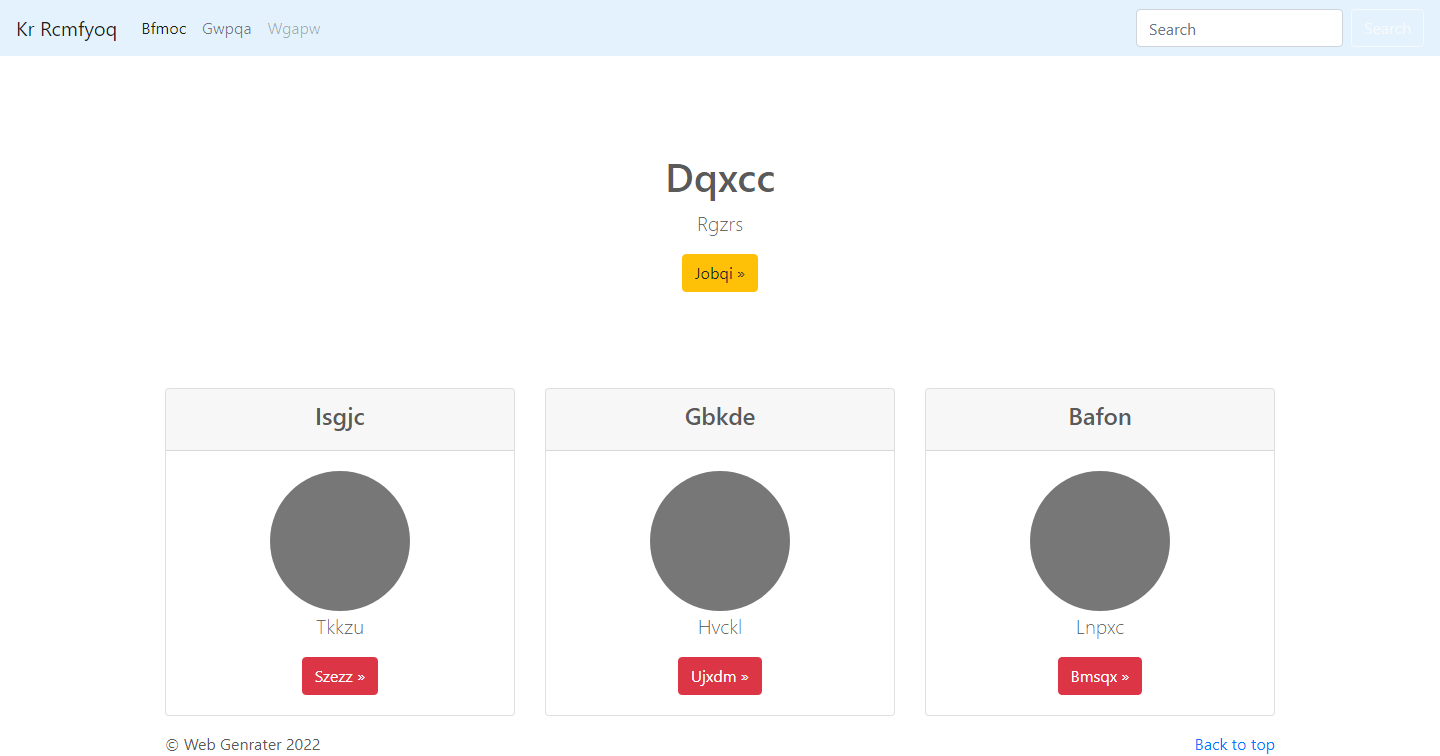 Kr Rcmfyoq Bfmoc Gwpqa Wgapw Search Search
Dqxcc
Rgzrs
Jobqi »
Isgjc Gbkde Bafon
Tkkzu Hvckl Lnpxc
Szezz » Ujxdm » Bmsqx »
© Web Genrater 2022 Back to top